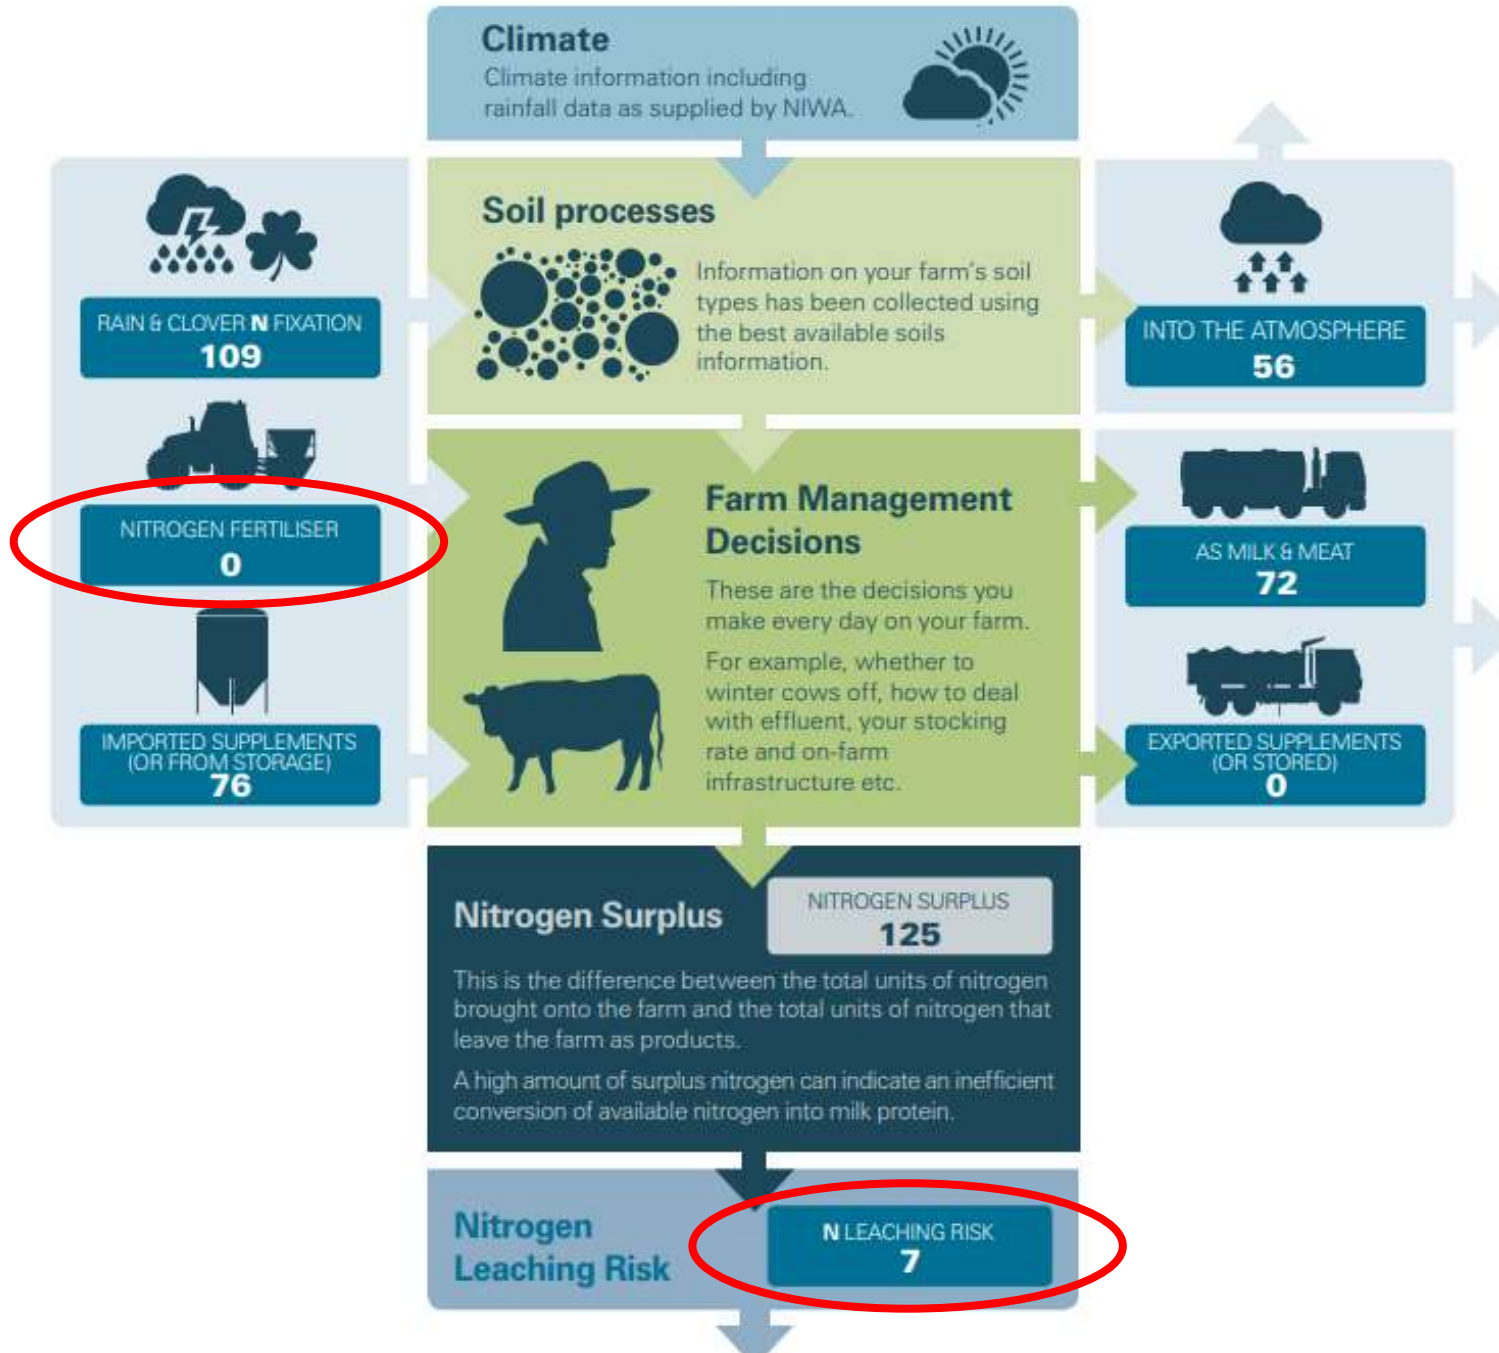 Climate
Climate information including
rainfall data as supplied by NIWA.
RAIN & CLOVER N FIXATION
109
NITROGEN FERTILISER
0
IMPORTED SUPPLEMENTS
(OR FROM STORAGE)
76
Soil processes
Information on your farm's soil
types has been collected using
the best available soils
information.
Farm Management
Decisions
These are the decisions you
make every day on your farm.
For example, whether to
winter cows off, how to deal
with effluent, your stocking
rate and on-farm
infrastructure etc.
INTO THE ATMOSPHERE
56
AS MILK & MEAT
72
EXPORTED SUPPLEMENTS
(OR STORED)
0
Nitrogen Surplus
NITROGEN SURPLUS
125
This is the difference between the total units of nitrogen
brought onto the farm and the total units of nitrogen that
leave the farm as products.
A high amount of surplus nitrogen can indicate an inefficient
conversion of available nitrogen into milk protein.
Nitrogen
Leaching Risk
N LEACHING RISK
7